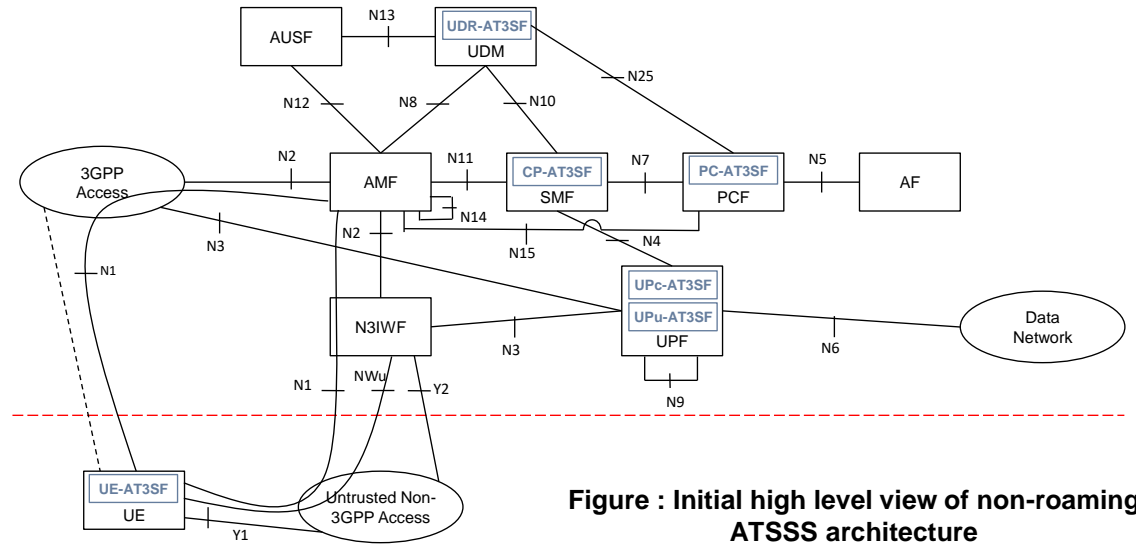 N13
AUSF
UDR-AT3SF
UDM
N25
N12
N8
N10
3GPP
Access
N2
AMF
N11
CP-AT3SF
SMF
N7
PC-AT3SF
PCF
N5
AF
N14
N3
N2
N15
N4
N1
UPc-AT3SF
UPu-AT3SF
UPF
N3IWF
N3
N6
Data
Network
N1
NWu
Y2
N9
UE-AT3SF
UE
Y1
Untrusted Non-
3GPP Access
Figure : Initial high level view of non-roaming
ATSSS architecture